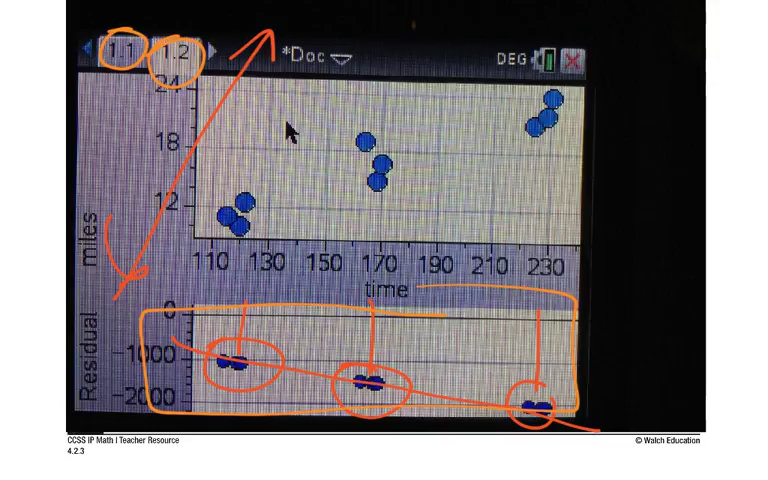 1.1 1.2 *Doc DEG
24
18
12
miles
110 130 150 170 190 210 230
time
0
-1000
-2000
Residual
CCSS IP Math I Teacher Resource
4.2.3
© Walch Education